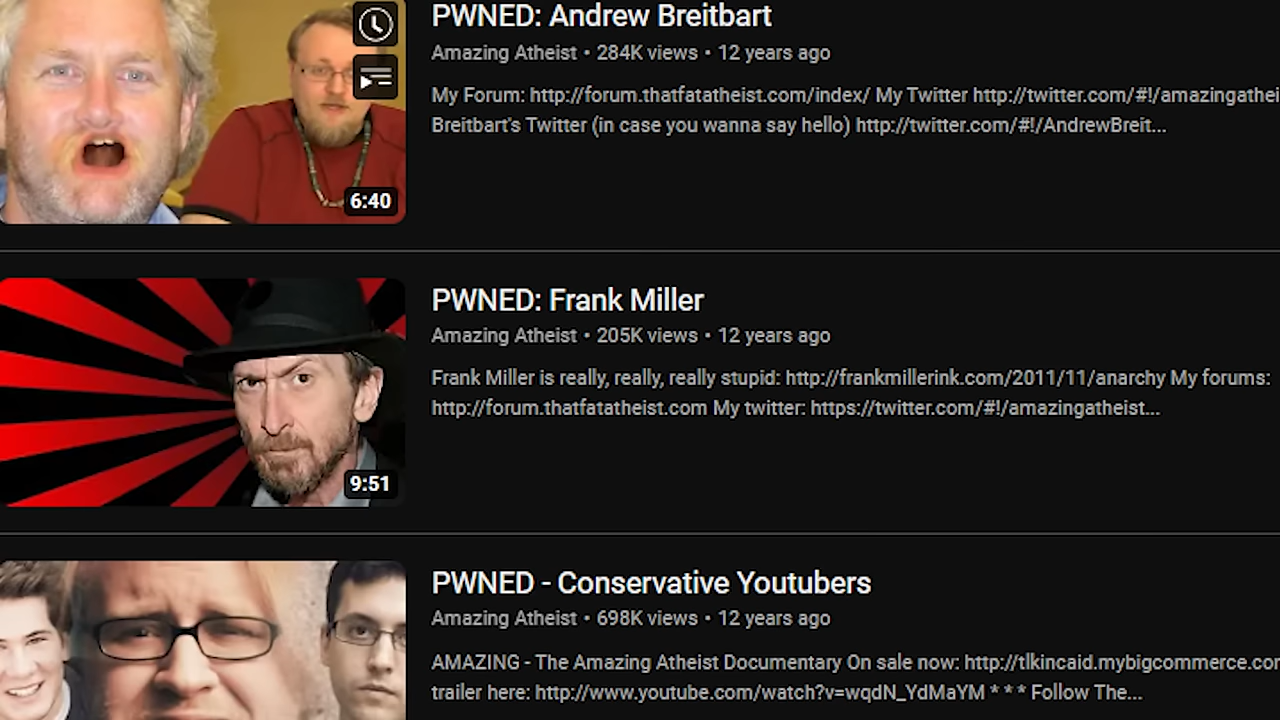 PWNED: Andrew Breitbart
Amazing Atheist • 284K views • 12 years ago
My Forum: http://forum.thatfatatheist.com/index/ My Twitter http://twitter.com/#!/amazingathei
Breitbart's Twitter (in case you wanna say hello) http://twitter.com/#!/AndrewBreit...
6:40
PWNED: Frank Miller
Amazing Atheist • 205K views • 12 years ago
Frank Miller is really, really, really stupid: http://frankmillerink.com/2011/11/anarchy My forums:
http://forum.thatfatatheist.com My twitter: https://twitter.com/#!/amazingatheist...
9:51
PWNED - Conservative Youtubers
Amazing Atheist • 698K views • 12 years ago
AMAZING - The Amazing Atheist Documentary On sale now: http://tlkincaid.mybigcommerce.cor
trailer here: http://www.youtube.com/watch?v=wqdN_YdMaYM * * * Follow The...